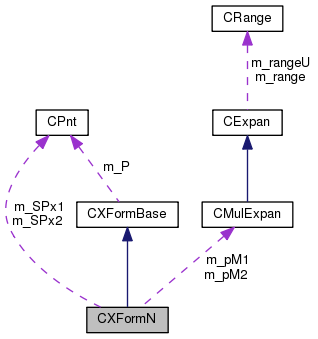 CRange
m_rangeU
m_range
CPnt
CExpan
m_P
m_SPx1
m_SPx2
CXFormBase
CMulExpan
m_pM1
m_pM2
CXFormN